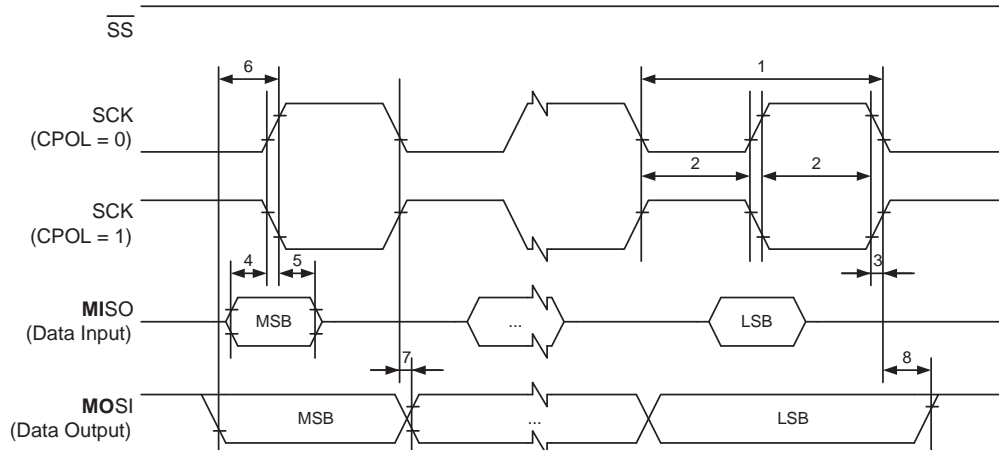 SS
6
1
SCK
(CPOL = 0)
2
2
SCK
(CPOL = 1)
4
5
3
MISO
(Data Input)
MSB
...
LSB
7
8
MOSI
(Data Output)
MSB
...
LSB